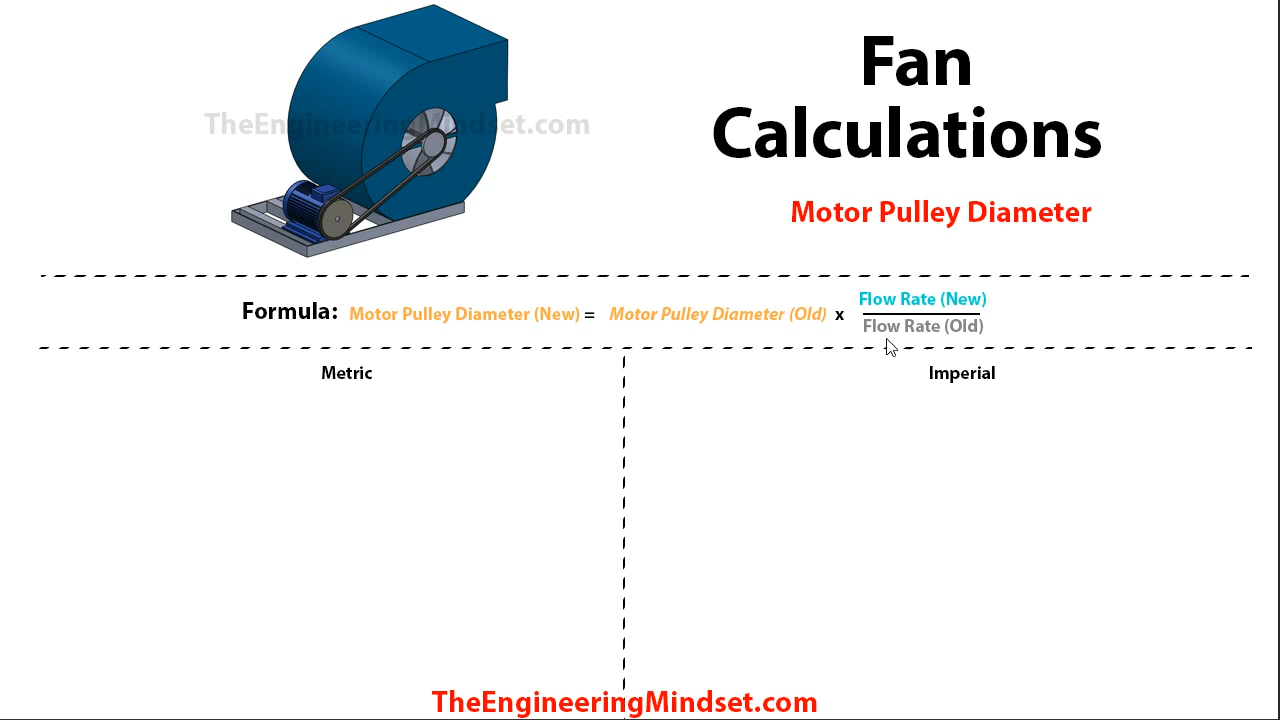 Fan
Calculations
TheEngineeringMindset.com
Motor Pulley Diameter
Formula: Motor Pulley Diameter (New) = Motor Pulley Diameter (Old) x Flow Rate (New)
Flow Rate (Old)
Metric
Imperial
TheEngineeringMindset.com